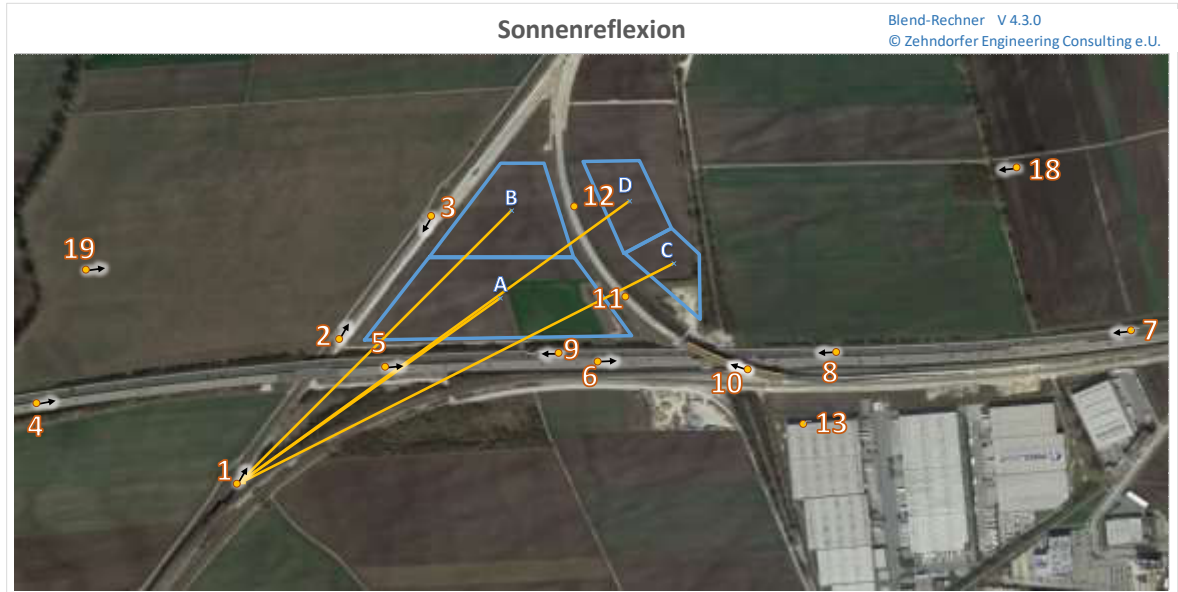 Sonnenreflexion
Blend-Rechner V 4.3.0
© Zehndorfer Engineering Consulting e.U.
18
D
B
12
3
C
19
11
2
5
7
9
8
6
10
4
13
A
1